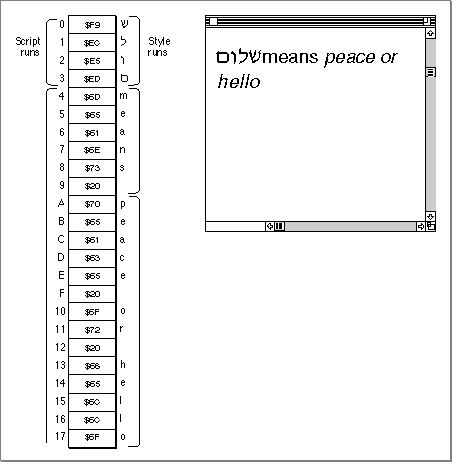 Script runs
Style runs
0 $F9 ש
1 $EC ל
2 $E5 ו
3 $ED ם
4 $6D m
5 $65 e
6 $61 a
7 $6E n
8 $73 s
9 $20
A $70 p
B $65 e
C $61 a
D $63 c
E $65 e
F $20
10 $6F o
11 $72 r
12 $20
13 $68 h
14 $65 e
15 $6C l
16 $6C l
17 $6F o
שלום means peace or
hello